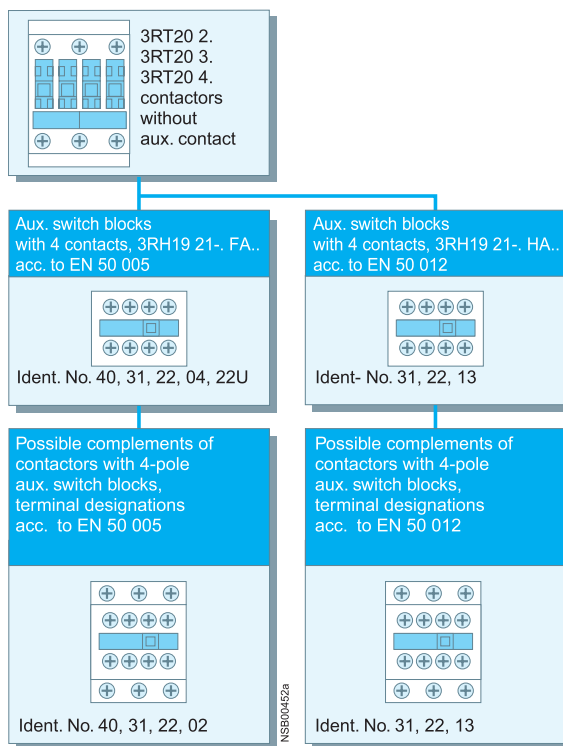 3RT20 2.
3RT20 3.
3RT20 4.
contactors
without
aux. contact
Aux. switch blocks
with 4 contacts, 3RH19 21-. FA..
acc. to EN 50 005
Ident. No. 40, 31, 22, 04, 22U
Aux. switch blocks
with 4 contacts, 3RH19 21-. HA..
acc. to EN 50 012
Ident- No. 31, 22, 13
Possible complements of
contactors with 4-pole
aux. switch blocks,
terminal designations
acc. to EN 50 005
Ident. No. 40, 31, 22, 02
Possible complements of
contactors with 4-pole
aux. switch blocks,
terminal designations
acc. to EN 50 012
Ident. No. 31, 22, 13
NSB00452a